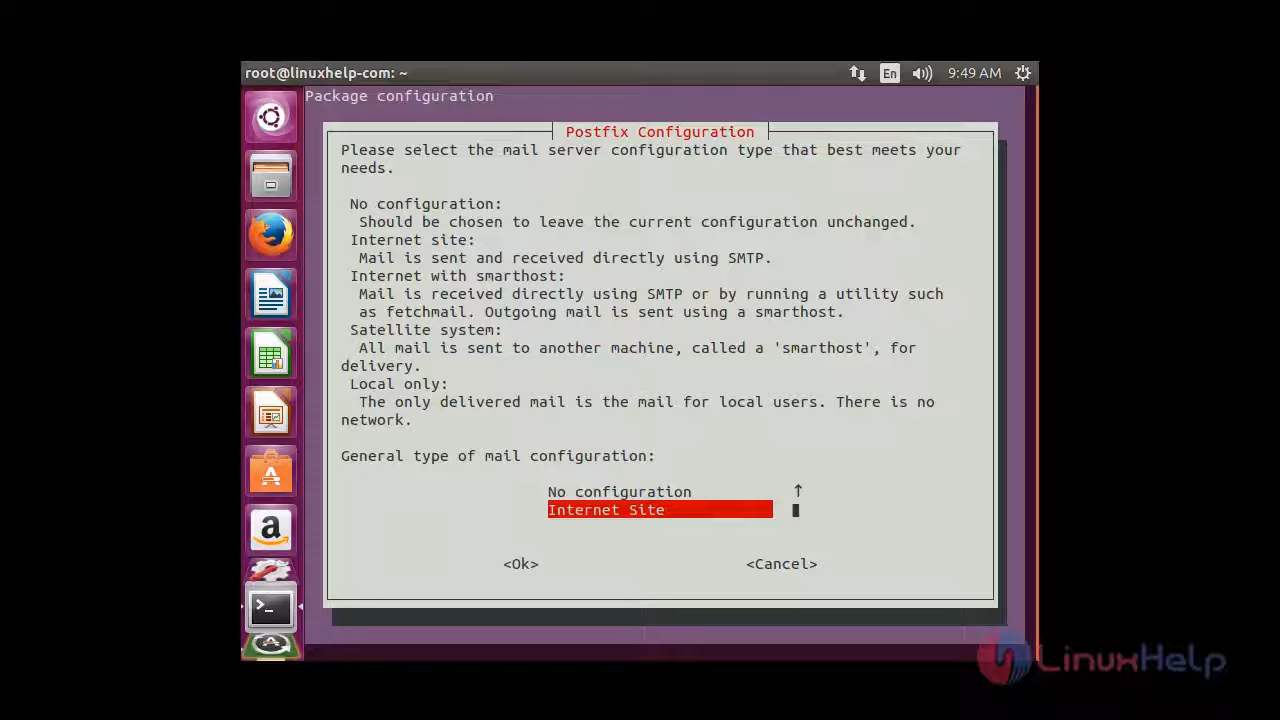 root@linuxhelp-com: ~
En
9:49 AM
Package configuration
Postfix Configuration
Please select the mail server configuration type that best meets your
needs.
No configuration:
Should be chosen to leave the current configuration unchanged.
Internet site:
Mail is sent and received directly using SMTP.
Internet with smarthost:
Mail is received directly using SMTP or by running a utility such
as fetchmail. Outgoing mail is sent using a smarthost.
Satellite system:
All mail is sent to another machine, called a 'smarthost', for
delivery.
Local only:
The only delivered mail is the mail for local users. There is no
network.
General type of mail configuration:
No configuration
Internet Site
<Ok> <Cancel>
LinuxHelp